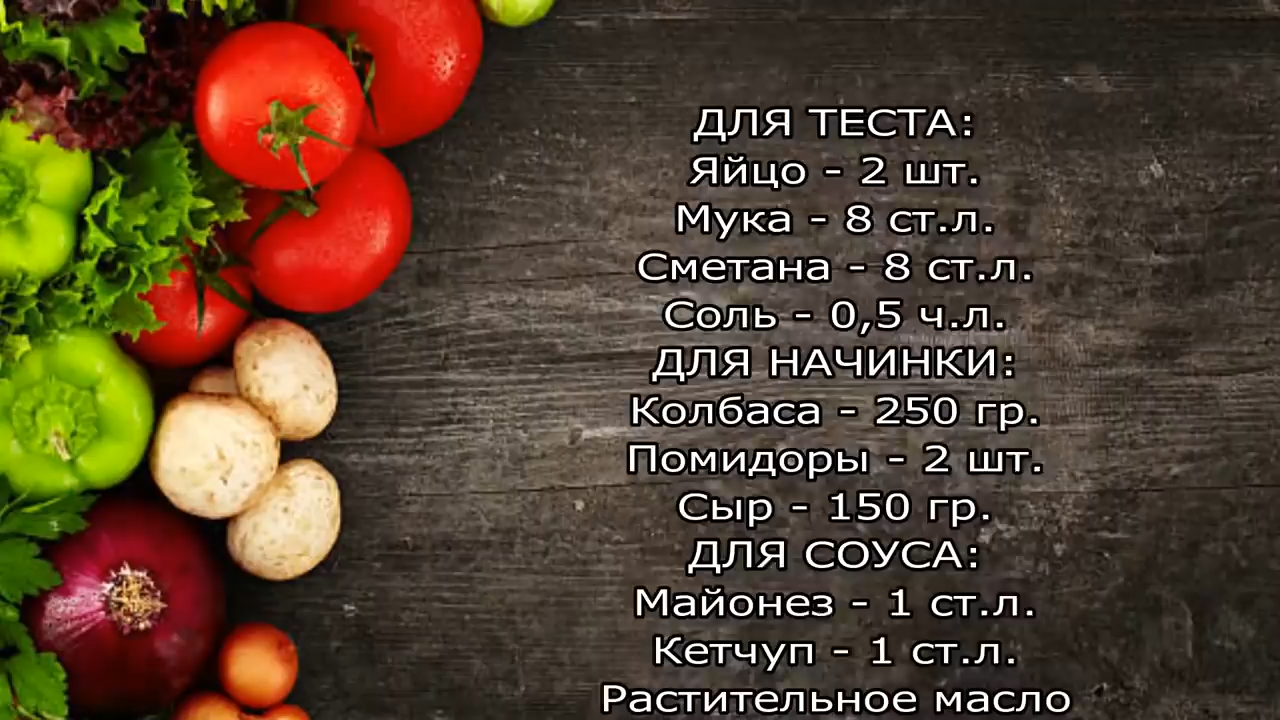 ДЛЯ ТЕСТА:
Яйцо - 2 шт.
Мука - 8 ст.л.
Сметана - 8 ст.л.
Соль - 0,5 ч.л.
ДЛЯ НАЧИНКИ:
Колбаса - 250 гр.
Помидоры - 2 шт.
Сыр - 150 гр.
ДЛЯ СОУСА:
Майонез - 1 ст.л.
Кетчуп - 1 ст.л.
Растительное масло